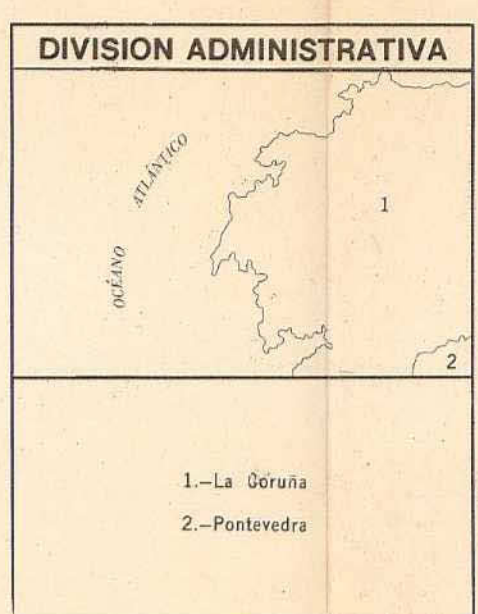 DIVISION ADMINISTRATIVA
OCÉANO ATLÁNTICO
1
2
1.-La Coruña
2.-Pontevedra